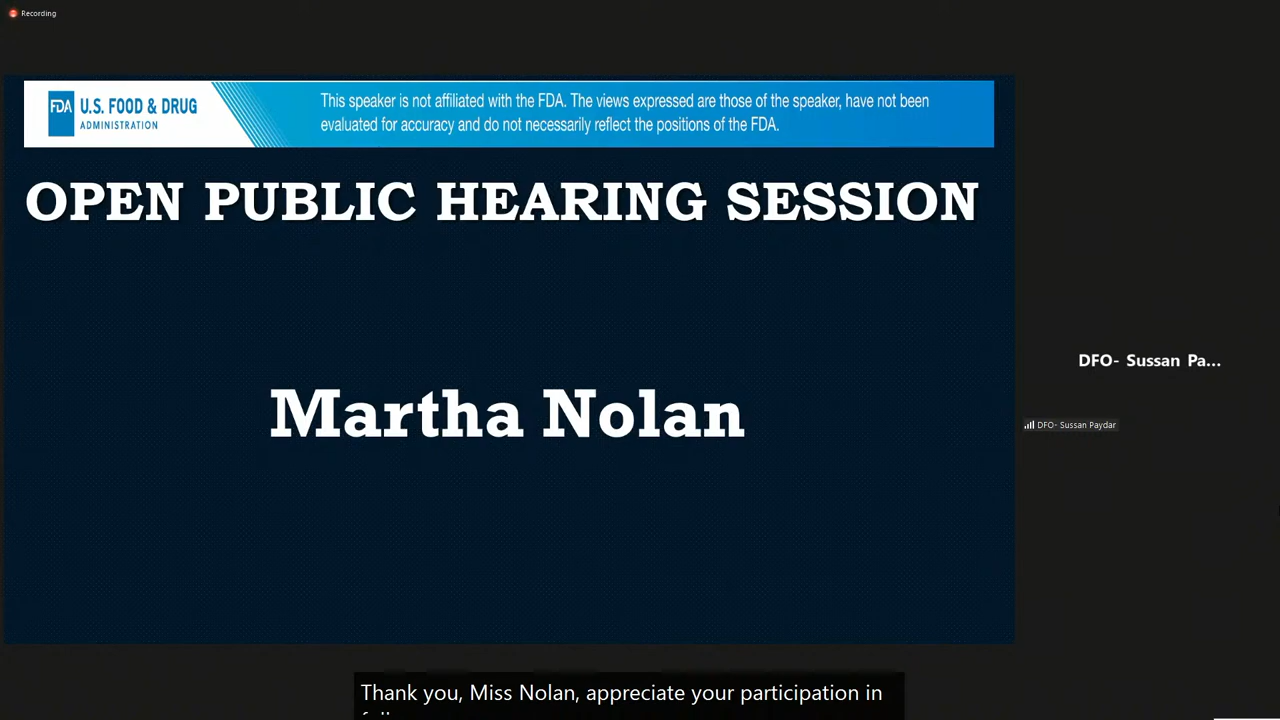 Recording
FDA U.S. FOOD & DRUG
ADMINISTRATION
This speaker is not affiliated with the FDA. The views expressed are those of the speaker, have not been
evaluated for accuracy and do not necessarily reflect the positions of the FDA.
OPEN PUBLIC HEARING SESSION
Martha Nolan
DFO- Sussan Pa...
DFO- Sussan Paydar
Thank you, Miss Nolan, appreciate your participation in